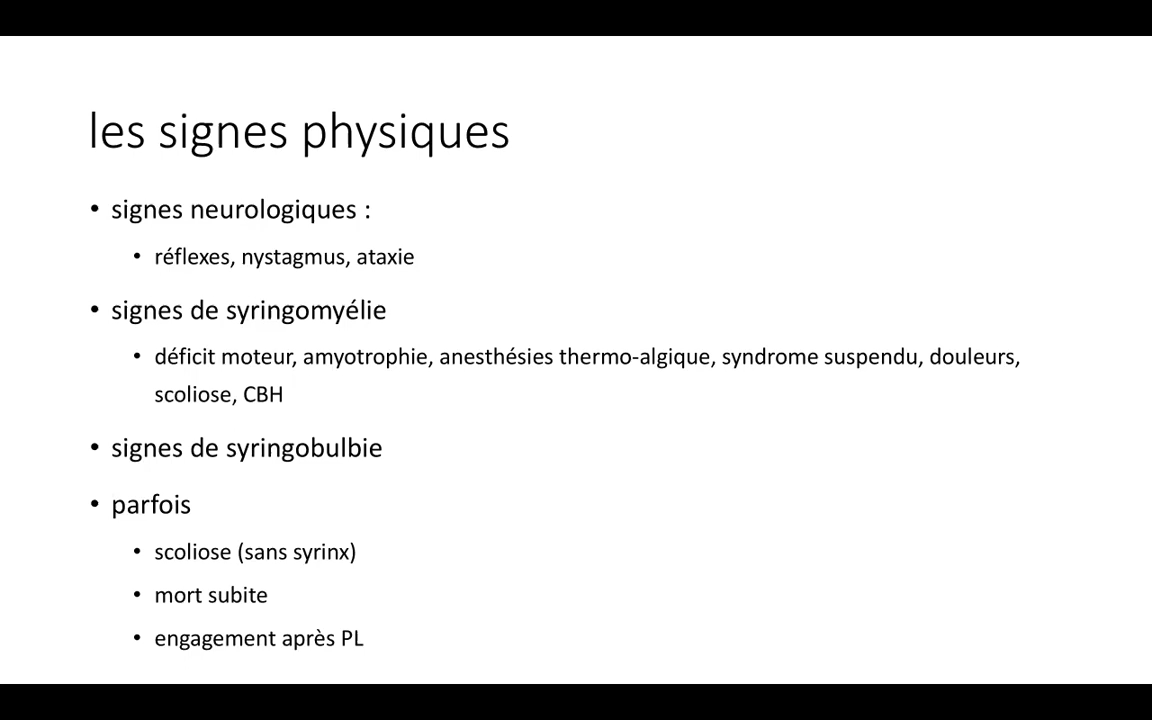 les signes physiques
• signes neurologiques :
• réflexes, nystagmus, ataxie
• signes de syringomyélie
• déficit moteur, amyotrophie, anesthésies thermo-algique, syndrome suspendu, douleurs,
scoliose, CBH
• signes de syringobulbie
• parfois
• scoliose (sans syrinx)
• mort subite
• engagement après PL